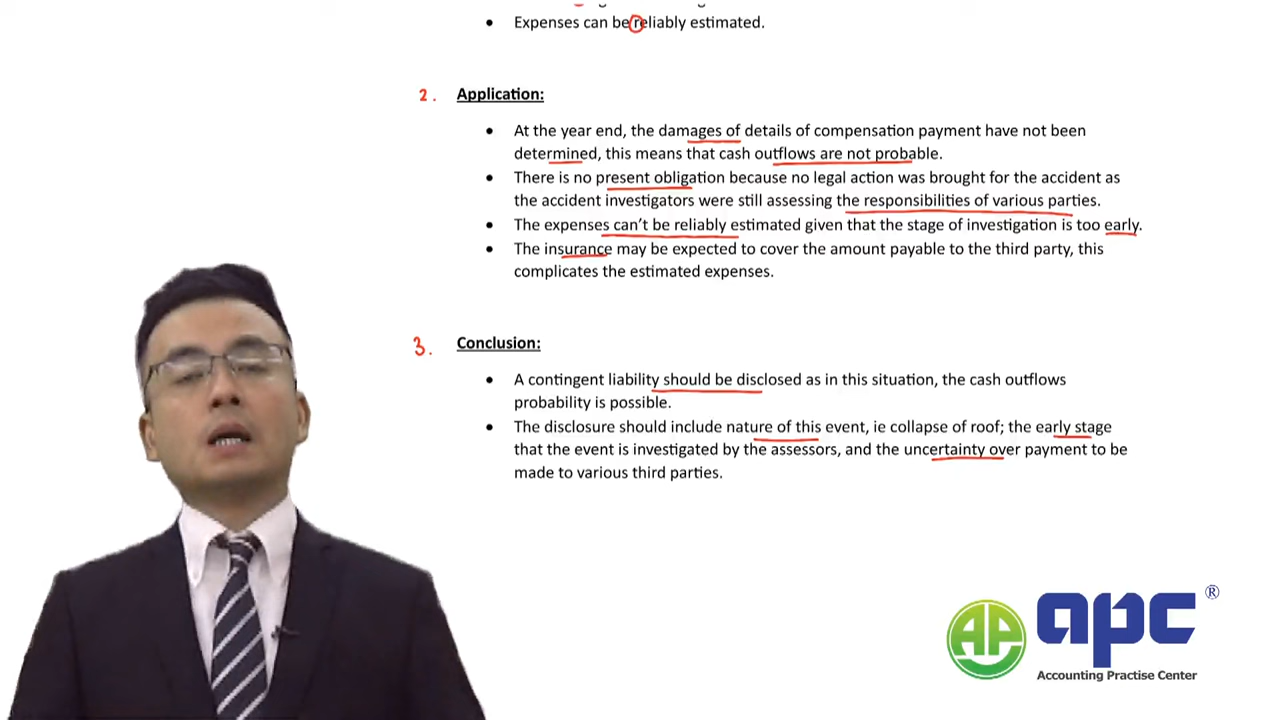 • Expenses can be reliably estimated.
2. Application:
• At the year end, the damages of details of compensation payment have not been
determined, this means that cash outflows are not probable.
• There is no present obligation because no legal action was brought for the accident as
the accident investigators were still assessing the responsibilities of various parties.
• The expenses can't be reliably estimated given that the stage of investigation is too early.
• The insurance may be expected to cover the amount payable to the third party, this
complicates the estimated expenses.
3. Conclusion:
• A contingent liability should be disclosed as in this situation, the cash outflows
probability is possible.
• The disclosure should include nature of this event, ie collapse of roof; the early stage
that the event is investigated by the assessors, and the uncertainty over payment to be
made to various third parties.
AP apc ®
Accounting Practise Center